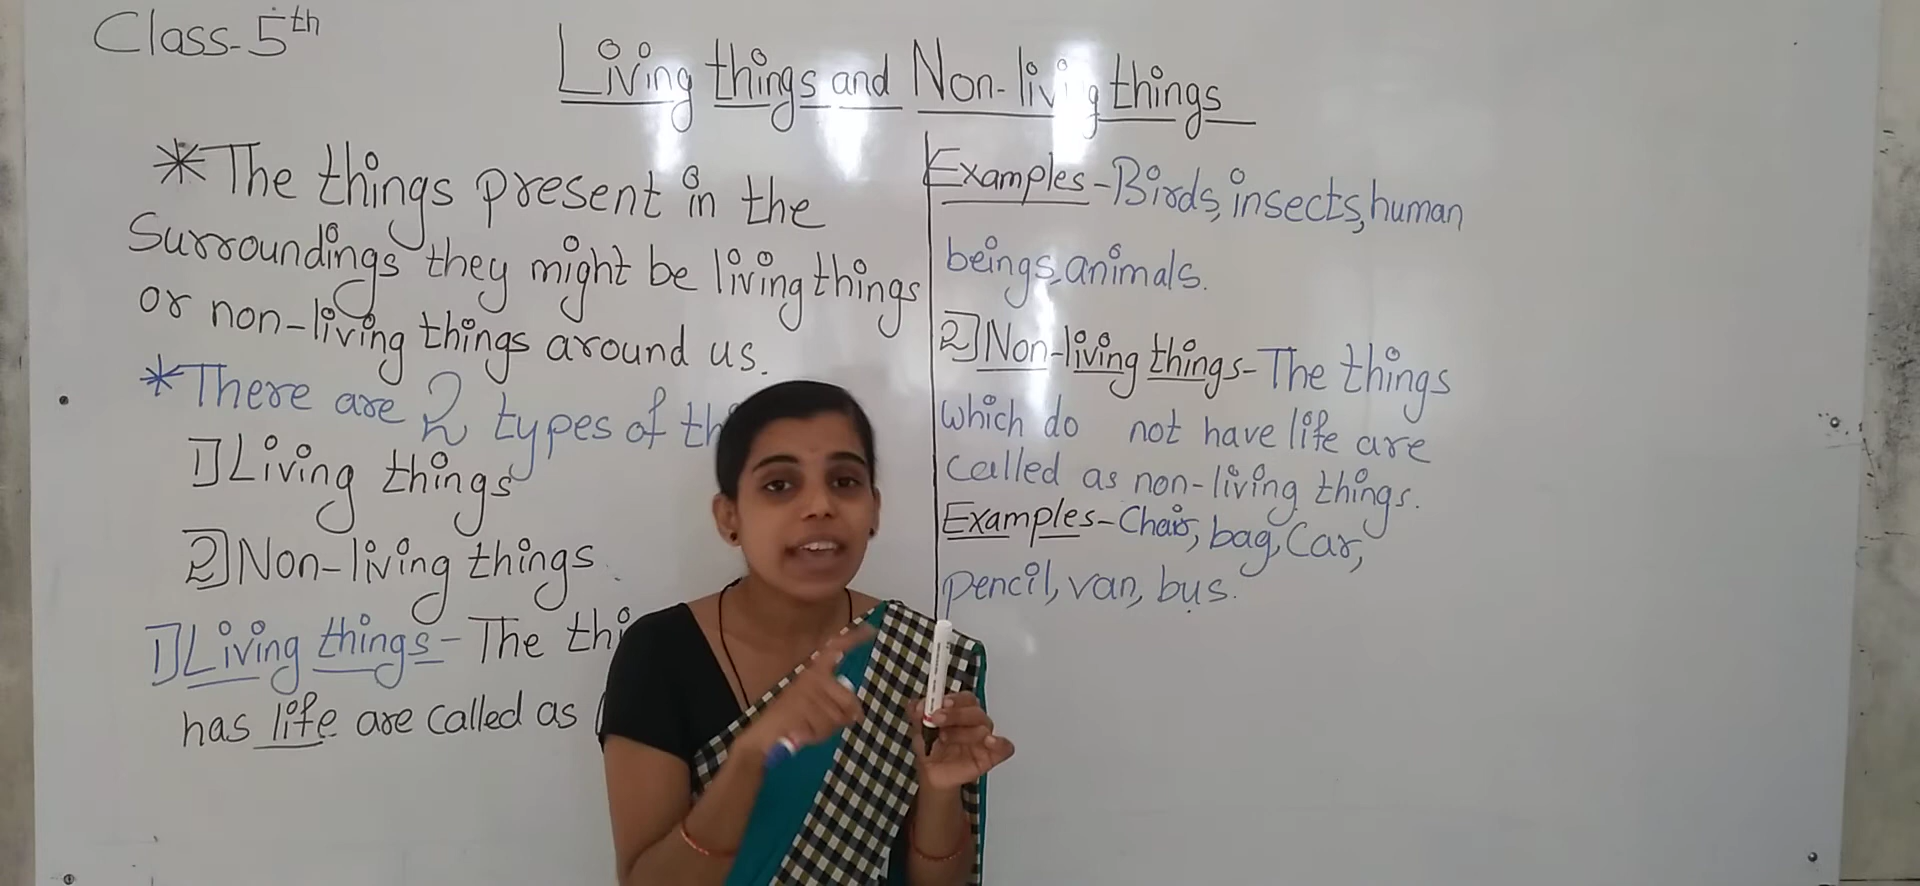 Class-5th
Living things and Non-living things
*The things present in the
Surroundings they might be living things
or non-living things around us.
*There are 2 types of
1]Living things
2]Non-living things
1]Living things- The
has life are called as
Examples-Birds, insects, human
beings, animals.
2]Non-living things-The things
which do not have life are
called as non-living things.
Examples-Chair, bag, Car,
pencil, van, bus.